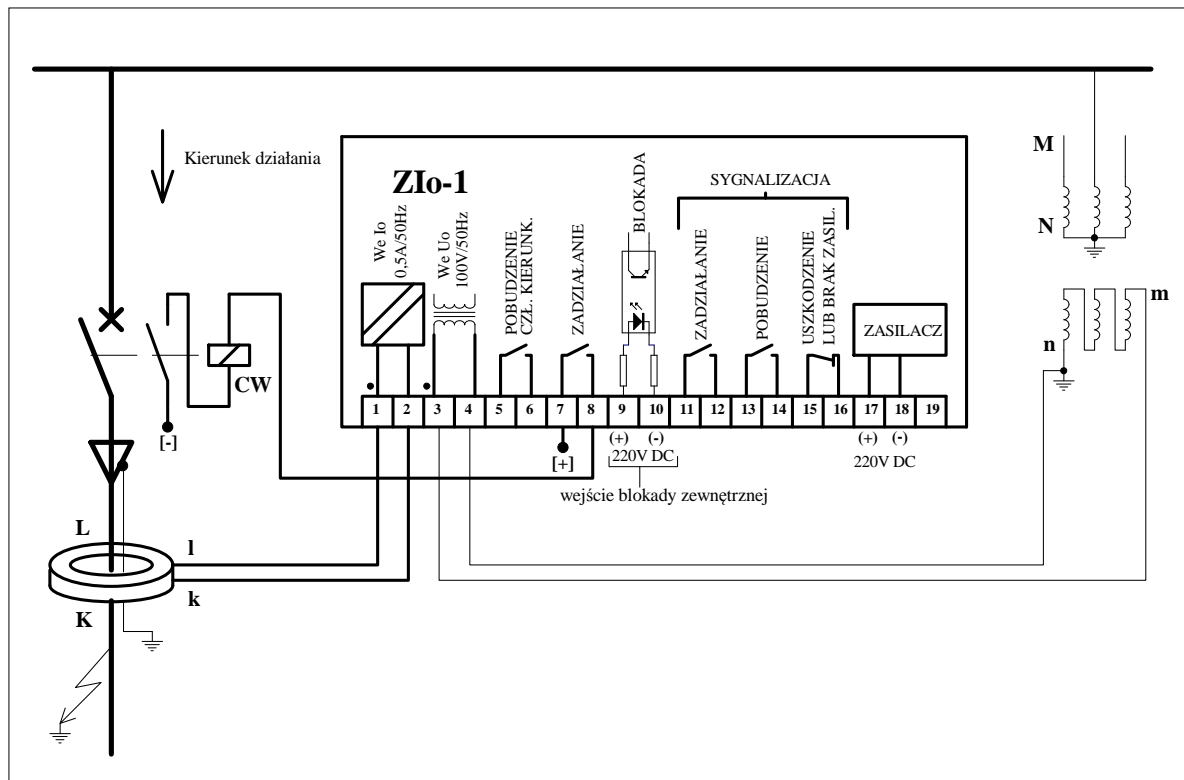 Kierunek działania
ZIo-1
We Io
0,5A/50Hz
We Uo
100V/50Hz
POBUDZENIE
CZŁ. KIERUNK.
ZADZIAŁANIE
BLOKADA
SYGNALIZACJA
ZADZIAŁANIE
POBUDZENIE
USZKODZENIE
LUB BRAK ZASIL.
ZASILACZ
M
N
m
n
CW
[-]
1 2 3 4 5 6 7 8 9 10 11 12 13 14 15 16 17 18 19
[+]
(+) (-)
220V DC
wejście blokady zewnętrznej
(+) (-)
220V DC
L
l
k
K